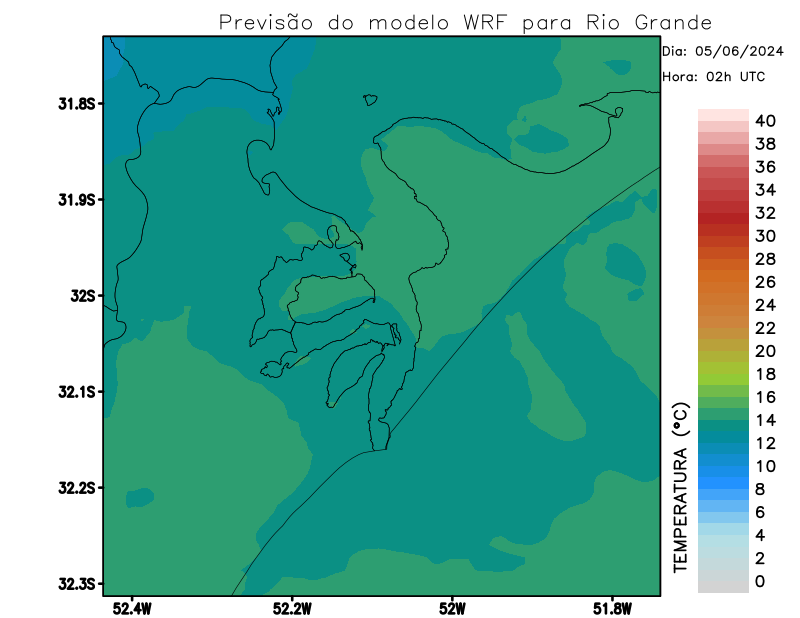 Previsão do modelo WRF para Rio Grande
Dia: 05/06/2024
Hora: 02h UTC
31.8S
31.9S
32S
32.1S
32.2S
32.3S
52.4W
52.2W
52W
51.8W
TEMPERATURA (°C)
40
38
36
34
32
30
28
26
24
22
20
18
16
14
12
10
8
6
4
2
0